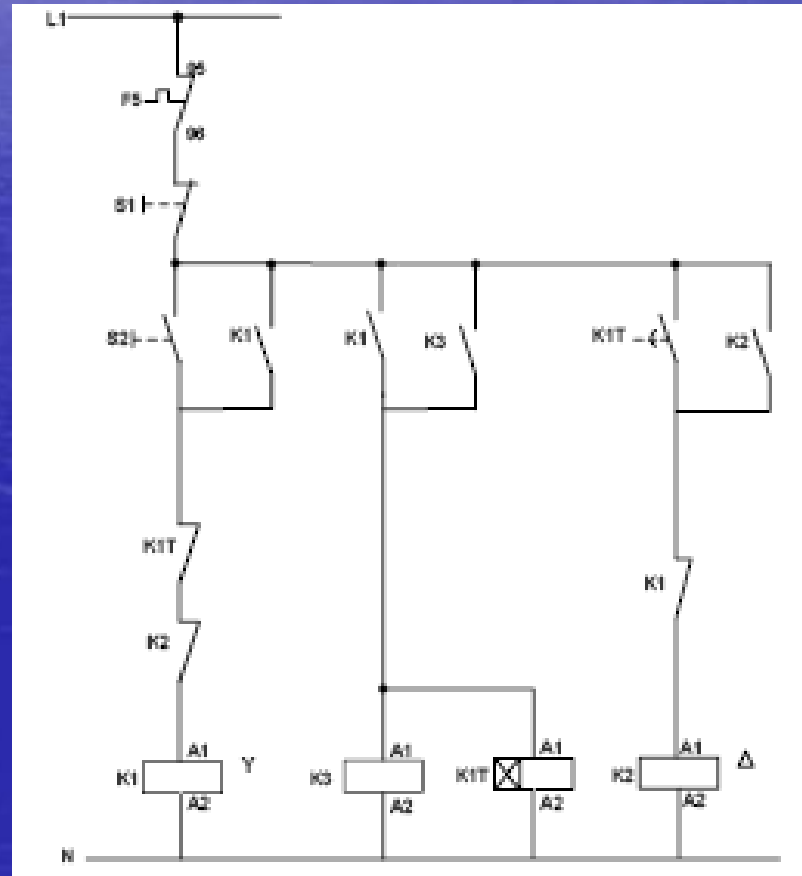 L1
95
F5
96
S1
S2 K1 K1 K3 K1T K2
K1T
K1
K2
A1 Y A1 A1 A1 Δ
K1 K3 K1T K2
A2 A2 A2 A2
N